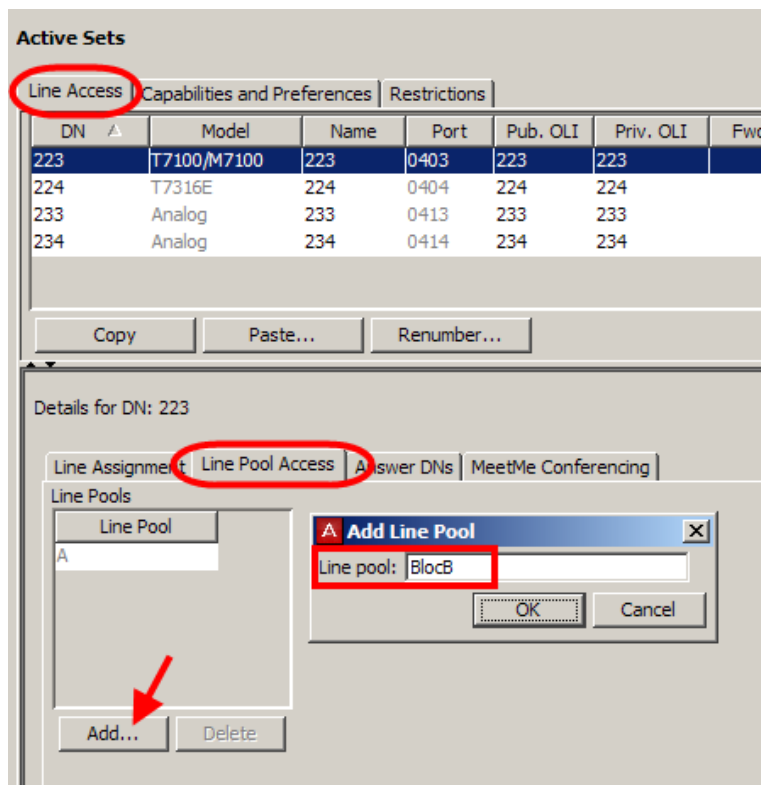 Active Sets
Line Access Capabilities and Preferences Restrictions
DN Model Name Port Pub. OLI Priv. OLI Fwd
223 T7100/M7100 223 0403 223 223
224 T7316E 224 0404 224 224
233 Analog 233 0413 233 233
234 Analog 234 0414 234 234
Copy Paste... Renumber...
Details for DN: 223
Line Assignment Line Pool Access Answer DNs MeetMe Conferencing
Line Pools
Line Pool
A
A Add Line Pool
Line pool: BlocB
OK Cancel
Add... Delete